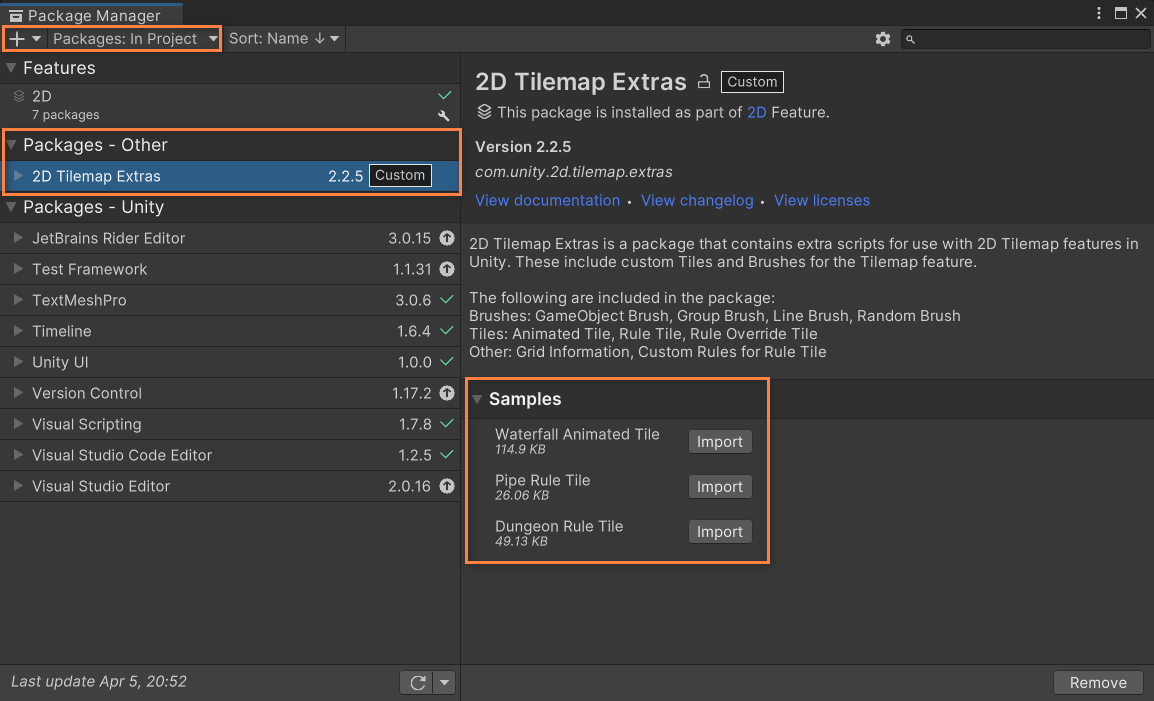 Package Manager
Packages: In Project
Sort: Name ↓
Features
2D
7 packages
Packages - Other
2D Tilemap Extras 2.2.5 Custom
Packages - Unity
JetBrains Rider Editor 3.0.15
Test Framework 1.1.31
TextMeshPro 3.0.6
Timeline 1.6.4
Unity UI 1.0.0
Version Control 1.17.2
Visual Scripting 1.7.8
Visual Studio Code Editor 1.2.5
Visual Studio Editor 2.0.16
Last update Apr 5, 20:52
2D Tilemap Extras Custom
This package is installed as part of 2D Feature.
Version 2.2.5
com.unity.2d.tilemap.extras
View documentation • View changelog • View licenses
2D Tilemap Extras is a package that contains extra scripts for use with 2D Tilemap features in
Unity. These include custom Tiles and Brushes for the Tilemap feature.
The following are included in the package:
Brushes: GameObject Brush, Group Brush, Line Brush, Random Brush
Tiles: Animated Tile, Rule Tile, Rule Override Tile
Other: Grid Information, Custom Rules for Rule Tile
Samples
Waterfall Animated Tile
114.9 KB
Import
Pipe Rule Tile
26.06 KB
Import
Dungeon Rule Tile
49.13 KB
Import
Remove